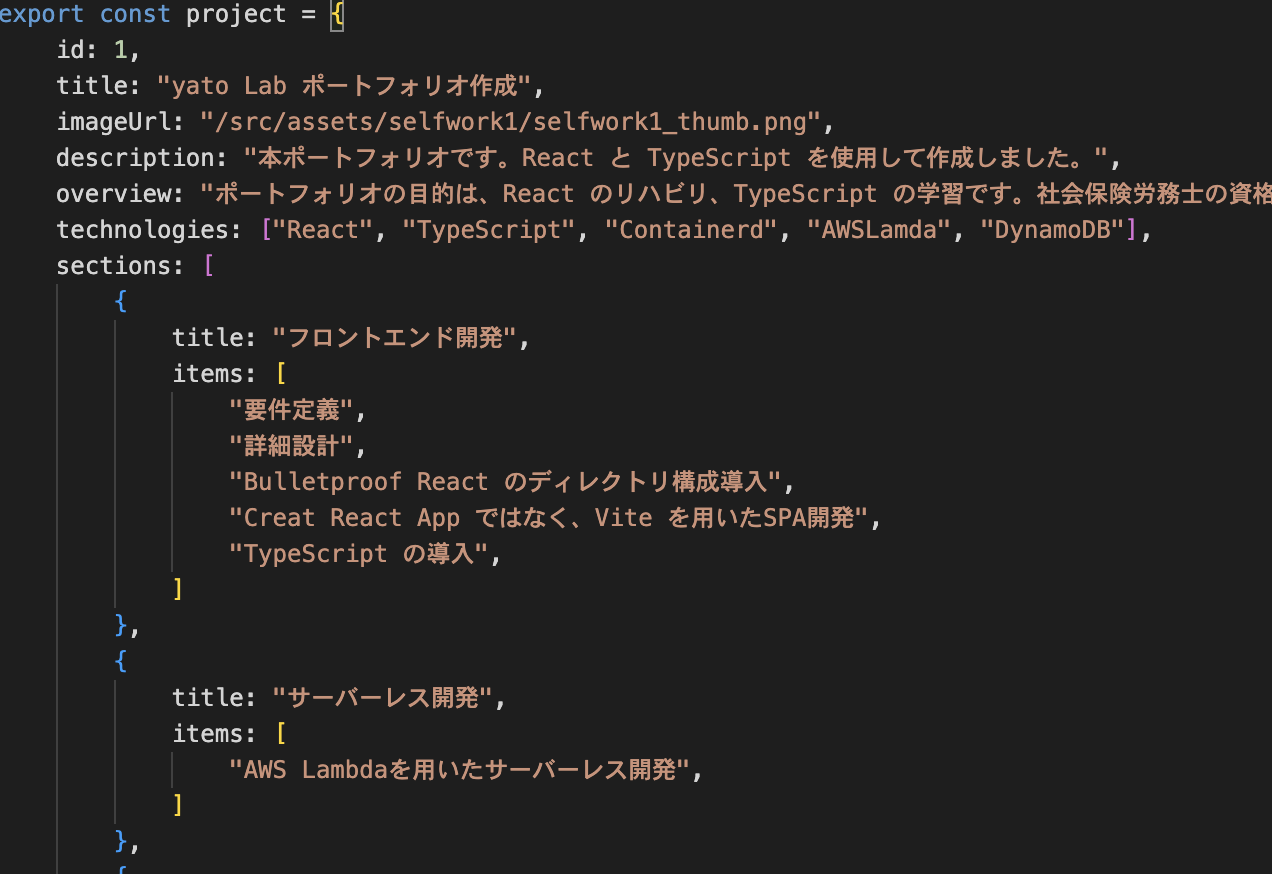 export const project = {
id: 1,
title: "yato Lab ポートフォリオ作成",
imageUrl: "/src/assets/selfwork1/selfwork1_thumb.png",
description: "本ポートフォリオです。React と TypeScript を使用して作成しました。",
overview: "ポートフォリオの目的は、React のリハビリ、TypeScript の学習です。社会保険労務士の資格
technologies: ["React", "TypeScript", "Containerd", "AWSLamda", "DynamoDB"],
sections: [
{
title: "フロントエンド開発",
items: [
"要件定義",
"詳細設計",
"Bulletproof React のディレクトリ構成導入",
"Creat React App ではなく、Vite を用いたSPA開発",
"TypeScript の導入",
]
},
{
title: "サーバーレス開発",
items: [
"AWS Lambdaを用いたサーバーレス開発",
]
},
{